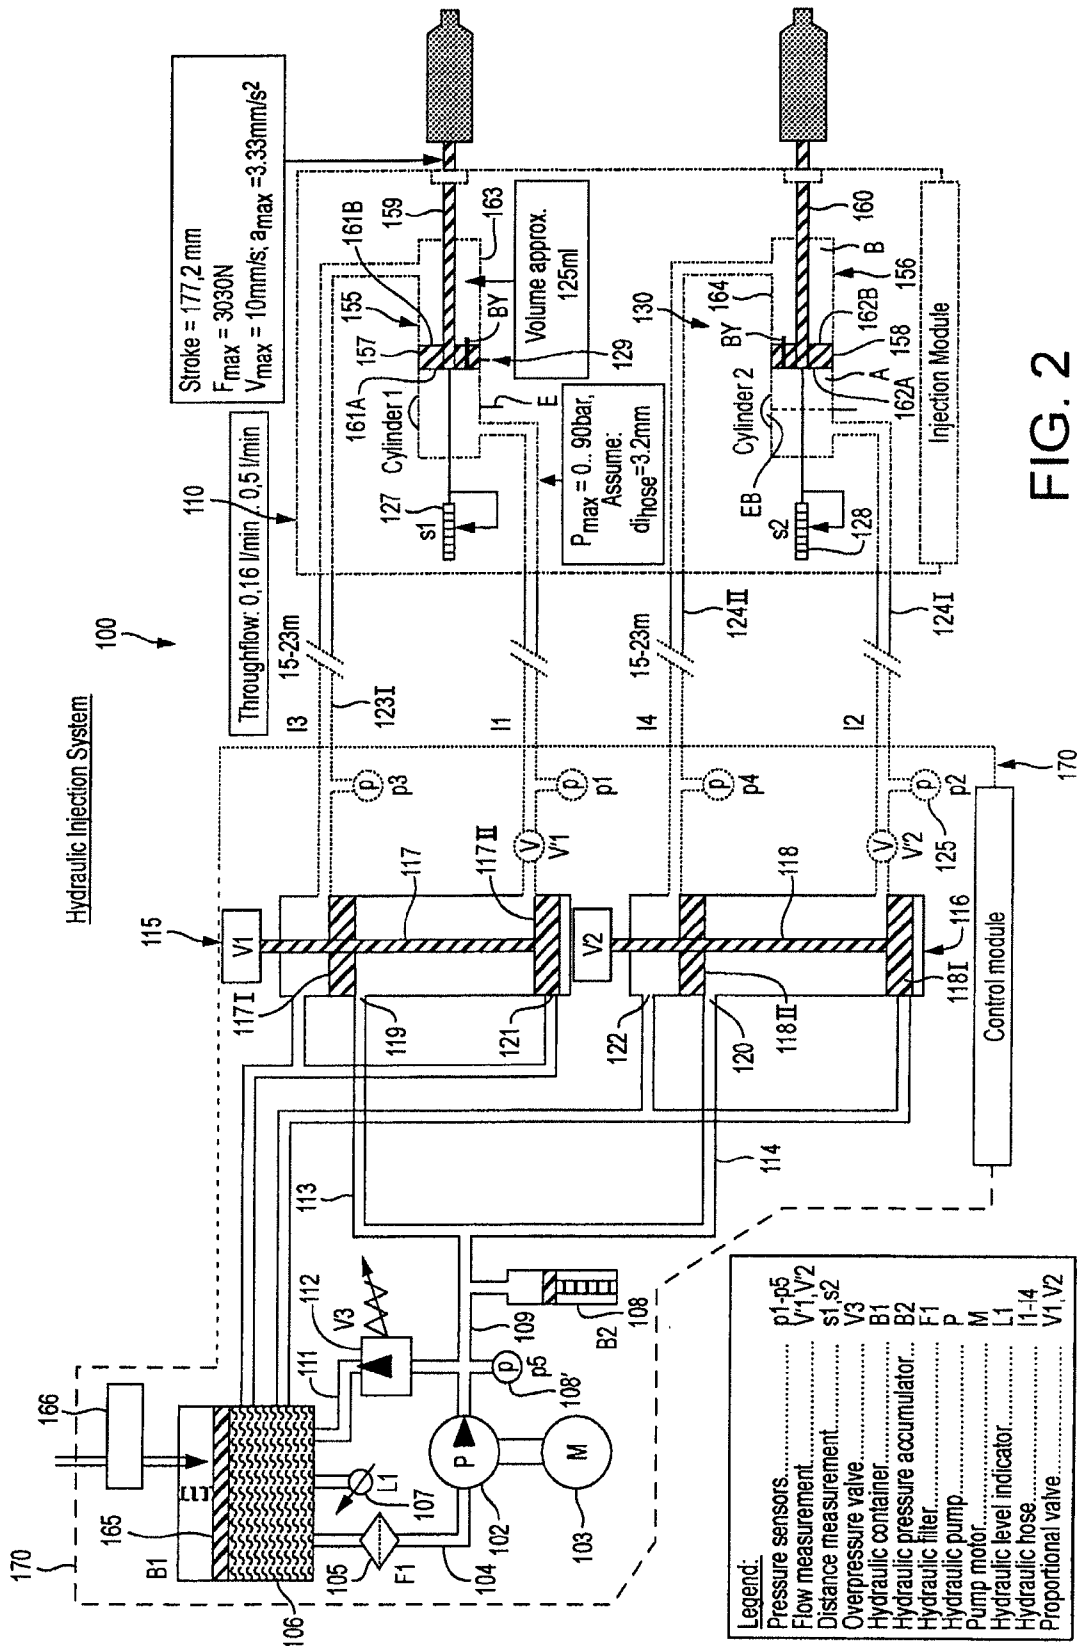 Hydraulic Injection System
100
Stroke = 177,2 mm
Fmax = 3030N
Vmax = 10mm/s; amax =3.33mm/s²
Throughflow: 0,16 l/min .. 0,5 l/min
110
I3
15-23m
123I
I1
I4
15-23m
124II
I2
124I
161A
157
155
161B
159
163
Cylinder 1
s1
127
E
BY
129
Volume approx.
125ml
Pmax = 0.. 90bar,
Assume:
dihose=3.2mm
130
164
BY
Cylinder 2
EB
s2
128
162A
A
158
162B
156
B
160
Injection Module
115
V1
117I
117
117II
119
121
V2
118
122
120
118II
118I
116
p
p3
p
p1
V
V'1
p
p4
V
V'2
p
p2
125
170
Control module
113
114
112
V3
111
109
B2
108
p
p5
108'
P
102
M
103
104
F1
105
L1
107
166
165
B1
106
170
Legend:
Pressure sensors..........p1-p5
Flow measurement..........V'1,V'2
Distance measurement.....s1,s2
Overpressure valve..........V3
Hydraulic container..........B1
Hydraulic pressure accumulator..B2
Hydraulic filter..........F1
Hydraulic pump..........P
Pump motor..........M
Hydraulic level indicator..........L1
Hydraulic hose..........I1-I4
Proportional valve..........V1,V2
FIG. 2